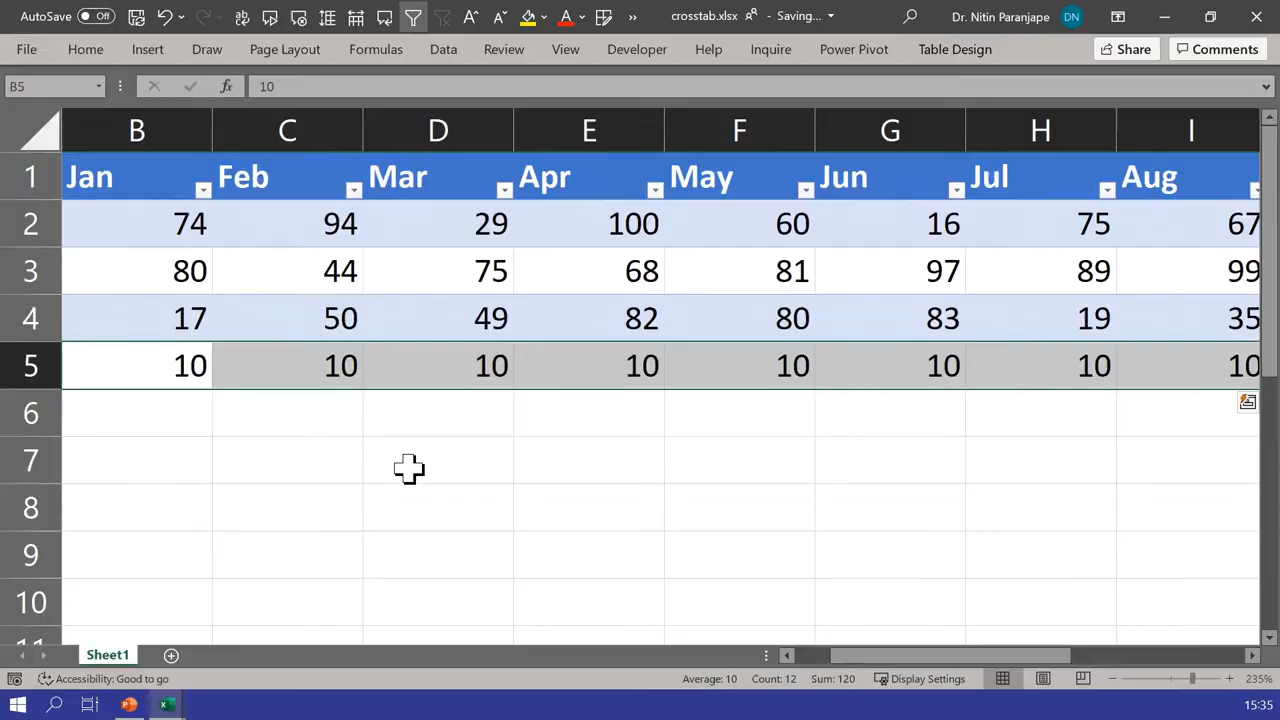 AutoSave Off crosstab.xlsx - Saving... Dr. Nitin Paranjape DN
File Home Insert Draw Page Layout Formulas Data Review View Developer Help Inquire Power Pivot Table Design Share Comments
B5 fx 10
B C D E F G H I
1 Jan Feb Mar Apr May Jun Jul Aug
2 74 94 29 100 60 16 75 67
3 80 44 75 68 81 97 89 99
4 17 50 49 82 80 83 19 35
5 10 10 10 10 10 10 10 10
6
7
8
9
10
11
Sheet1
Accessibility: Good to go Average: 10 Count: 12 Sum: 120 Display Settings 235%
15:35